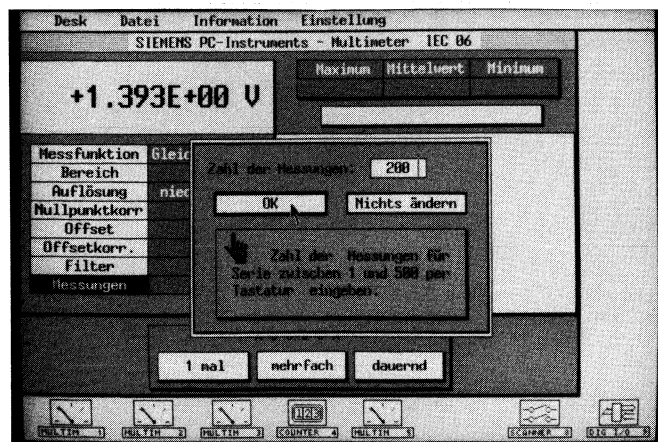 Desk Datei Information Einstellung
SIEMENS PC-Instruments - Multimeter IEC 06
+1.393E+00 V
Maximum Mittelwert Minimum
Messfunktion Gleic
Bereich
Auflösung nied
Nullpunktkorr
Offset
Offsetkorr.
Filter
Messungen
Zahl der Messungen: 200
OK Nichts ändern
Zahl der Messungen für
Serie zwischen 1 und 500 per
Tastatur eingeben.
1 mal mehrfach dauernd
MULTIM 1 MULTIM 2 MULTIM 3 COUNTER 4 MULTIM 5 SCANNER 8 DIG I/O 9